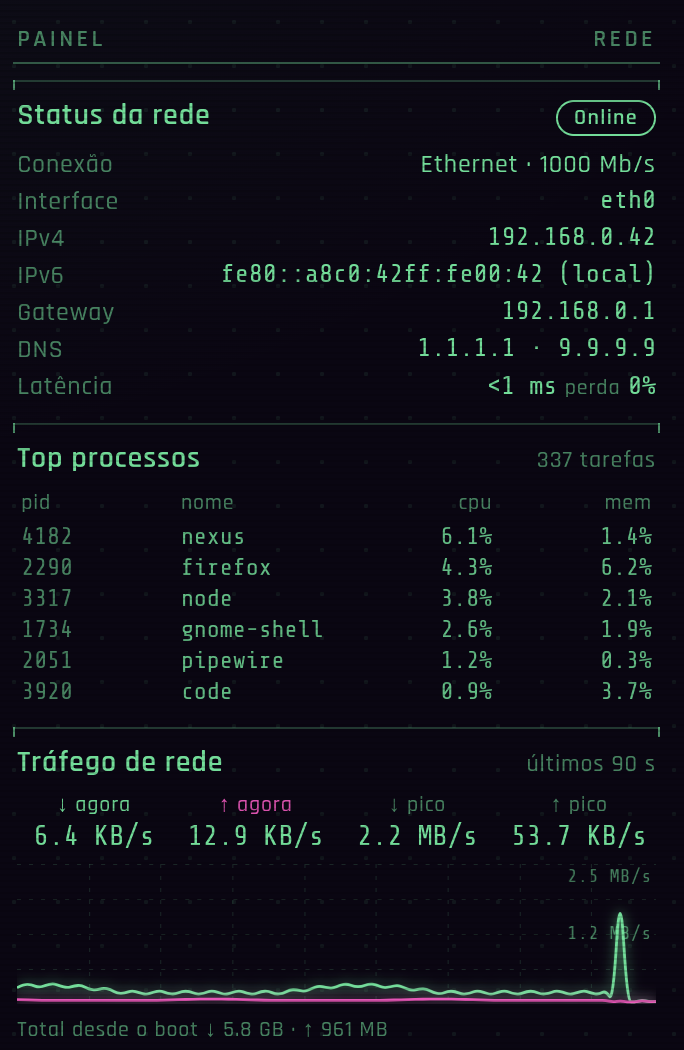 PAINEL REDE
Status da rede Online
Conexão Ethernet · 1000 Mb/s
Interface eth0
IPv4 192.168.0.42
IPv6 fe80::a8c0:42ff:fe00:42 (local)
Gateway 192.168.0.1
DNS 1.1.1.1 · 9.9.9.9
Latência <1 ms perda 0%
Top processos 337 tarefas
pid nome cpu mem
4182 nexus 6.1% 1.4%
2290 firefox 4.3% 6.2%
3317 node 3.8% 2.1%
1734 gnome-shell 2.6% 1.9%
2051 pipewire 1.2% 0.3%
3920 code 0.9% 3.7%
Tráfego de rede últimos 90 s
↓ agora ↑ agora ↓ pico ↑ pico
6.4 KB/s 12.9 KB/s 2.2 MB/s 53.7 KB/s
2.5 MB/s
1.2 MB/s
Total desde o boot ↓ 5.8 GB · ↑ 961 MB